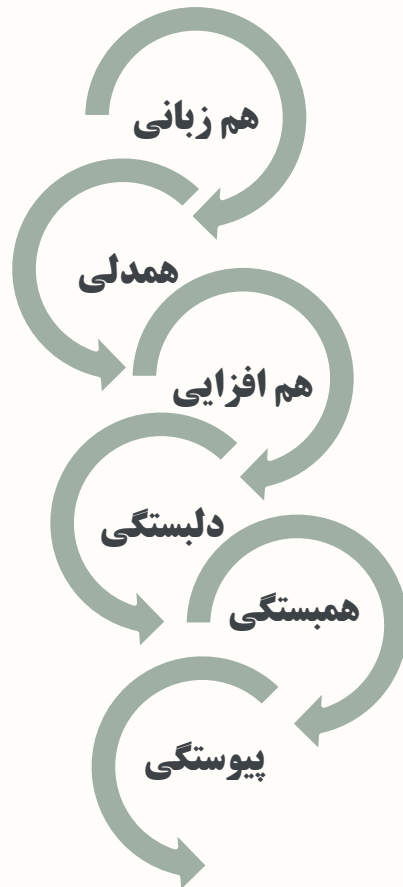 هم زبانی
همدلی
هم افزایی
دلبستگی
همبستگی
پیوستگی